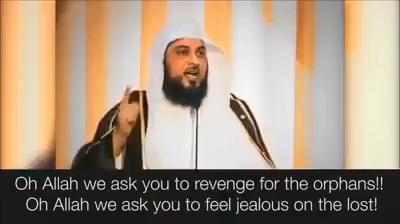 Oh Allah we ask you to revenge for the orphans!!
Oh Allah we ask you to feel jealous on the lost!